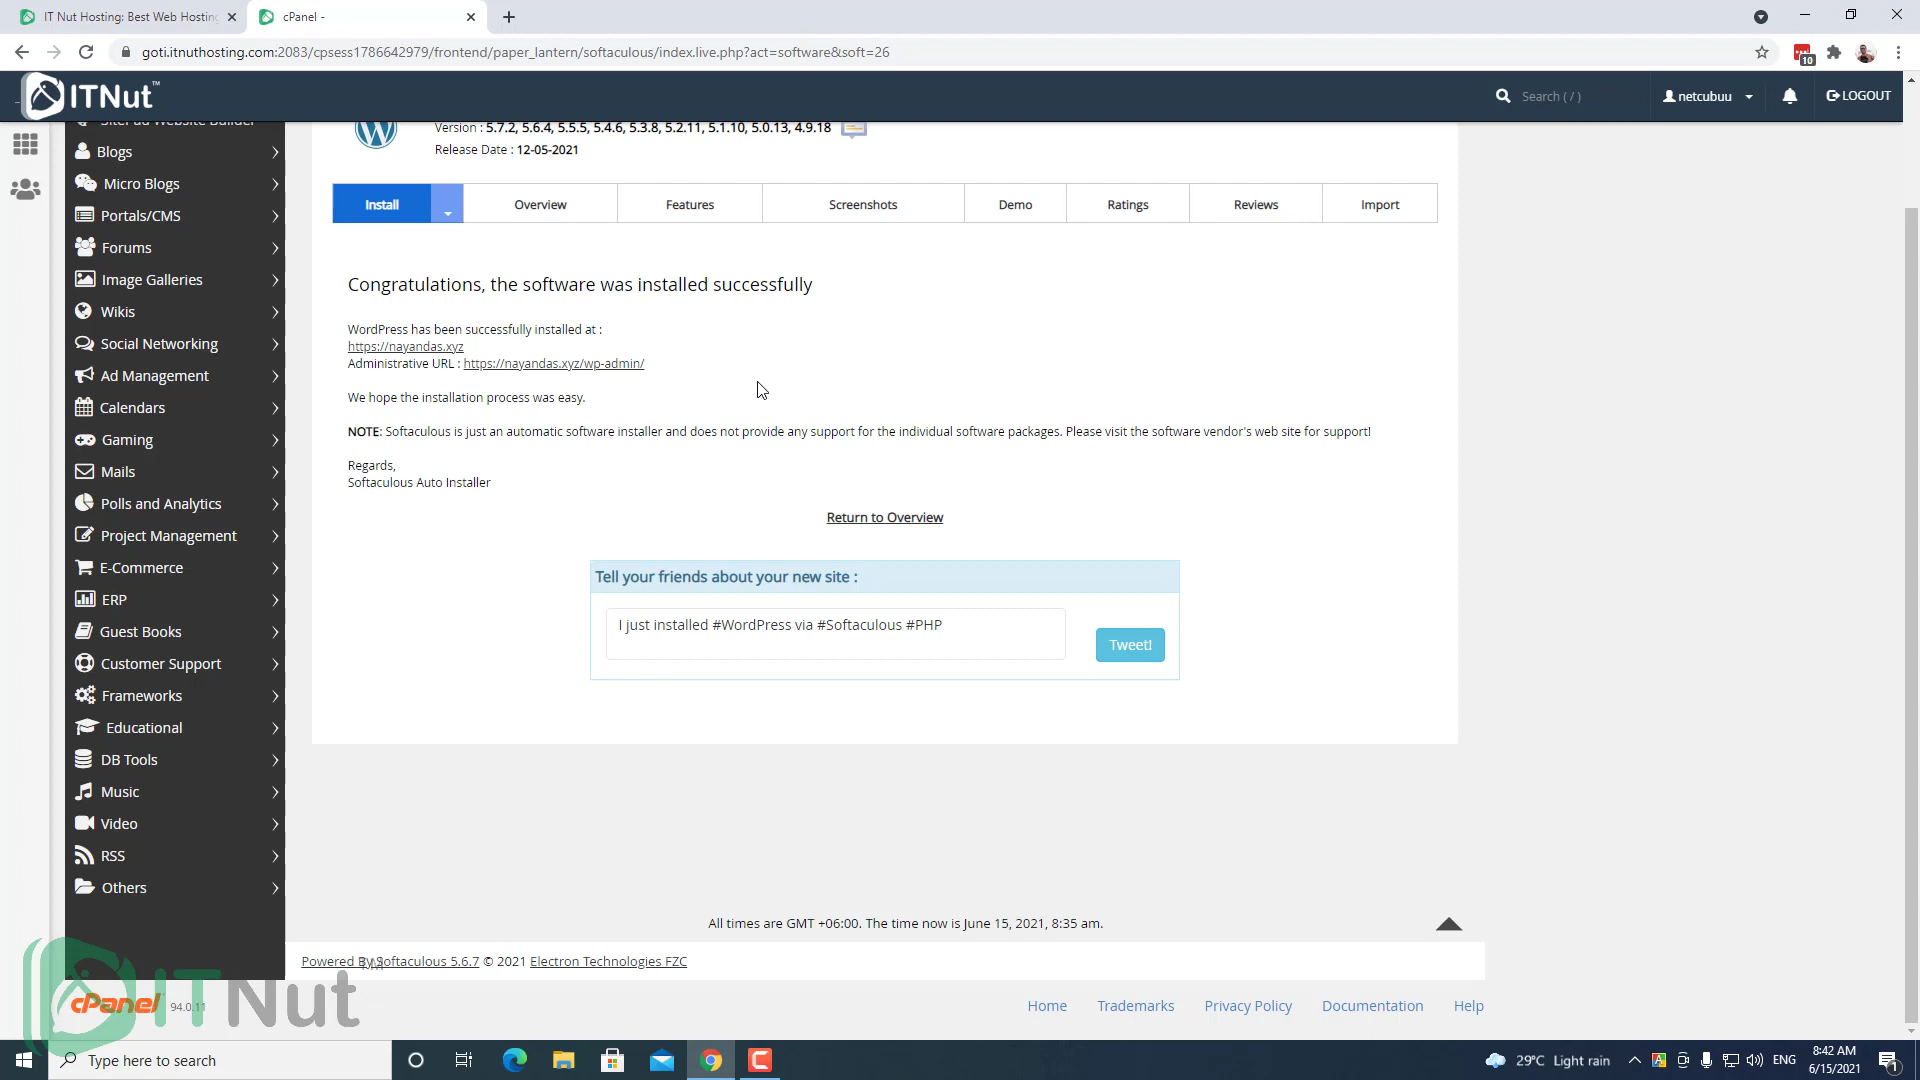 IT Nut Hosting: Best Web Hosting
cPanel -
goti.itnuthosting.com:2083/cpsess1786642979/frontend/paper_lantern/softaculous/index.live.php?act=software&soft=26
10
ITNut™
Search ( / )
netcubuu
LOGOUT
SitePad Website Builder
Blogs
Micro Blogs
Portals/CMS
Forums
Image Galleries
Wikis
Social Networking
Ad Management
Calendars
Gaming
Mails
Polls and Analytics
Project Management
E-Commerce
ERP
Guest Books
Customer Support
Frameworks
Educational
DB Tools
Music
Video
RSS
Others
Version : 5.7.2, 5.6.4, 5.5.5, 5.4.6, 5.3.8, 5.2.11, 5.1.10, 5.0.13, 4.9.18
Release Date : 12-05-2021
Install
Overview
Features
Screenshots
Demo
Ratings
Reviews
Import
Congratulations, the software was installed successfully
WordPress has been successfully installed at :
https://nayandas.xyz
Administrative URL : https://nayandas.xyz/wp-admin/
We hope the installation process was easy.
NOTE: Softaculous is just an automatic software installer and does not provide any support for the individual software packages. Please visit the software vendor's web site for support!
Regards,
Softaculous Auto Installer
Return to Overview
Tell your friends about your new site :
I just installed #WordPress via #Softaculous #PHP
Tweet!
All times are GMT +06:00. The time now is June 15, 2021, 8:35 am.
Powered By Softaculous 5.6.7 © 2021 Electron Technologies FZC
cPanel 94.0.11
IT Nut
TM
Home
Trademarks
Privacy Policy
Documentation
Help
Type here to search
29°C Light rain
ENG
8:42 AM
6/15/2021
1